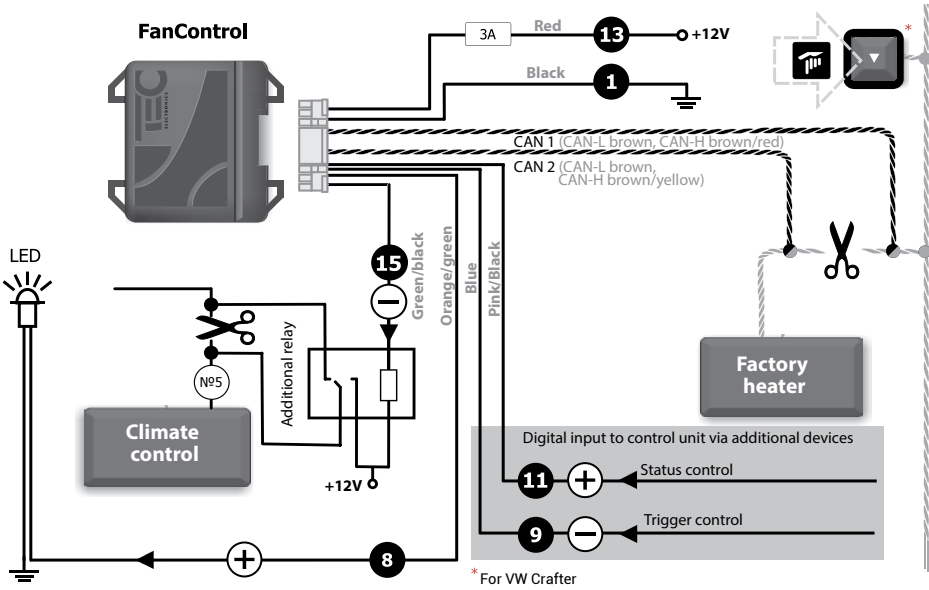 FanControl
3A
Red
13
+12V
*
Black
1
CAN 1 (CAN-L brown, CAN-H brown/red)
CAN 2 (CAN-L brown,
CAN-H brown/yellow)
ELECTRONICS
LED
15
Green/black
Orange/green
Blue
Pink/Black
Additional relay
№5
Climate
control
+12V
Factory
heater
Digital input to control unit via additional devices
11
Status control
9
Trigger control
8
* For VW Crafter